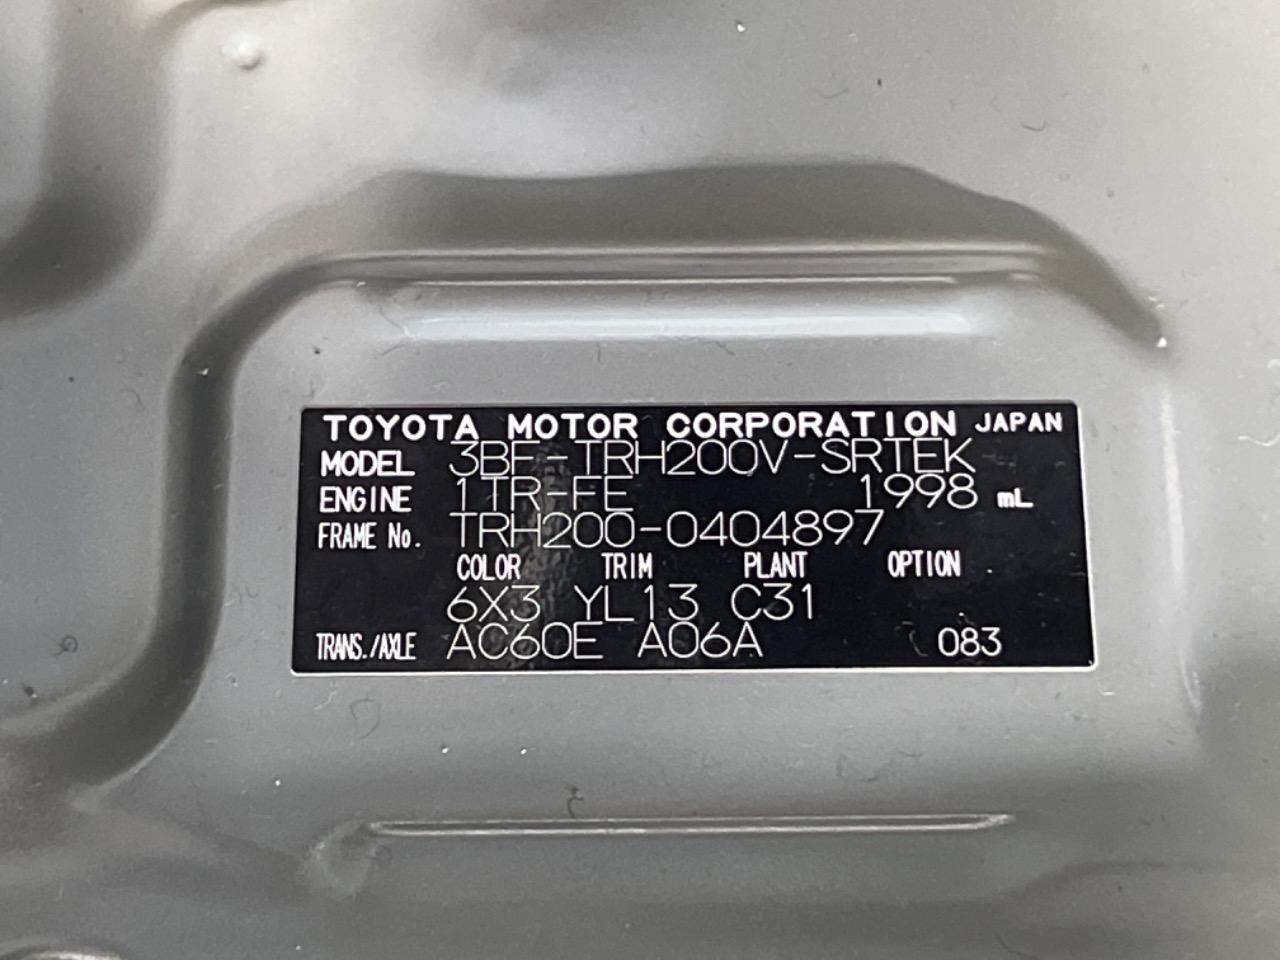 TOYOTA MOTOR CORPORATION JAPAN
MODEL 3BF-TRH200V-SRTEK
ENGINE 1TR-FE 1998 mL
FRAME No. TRH200-0404897
COLOR TRIM PLANT OPTION
6X3 YL13 C31
TRANS./AXLE AC60E A06A 083